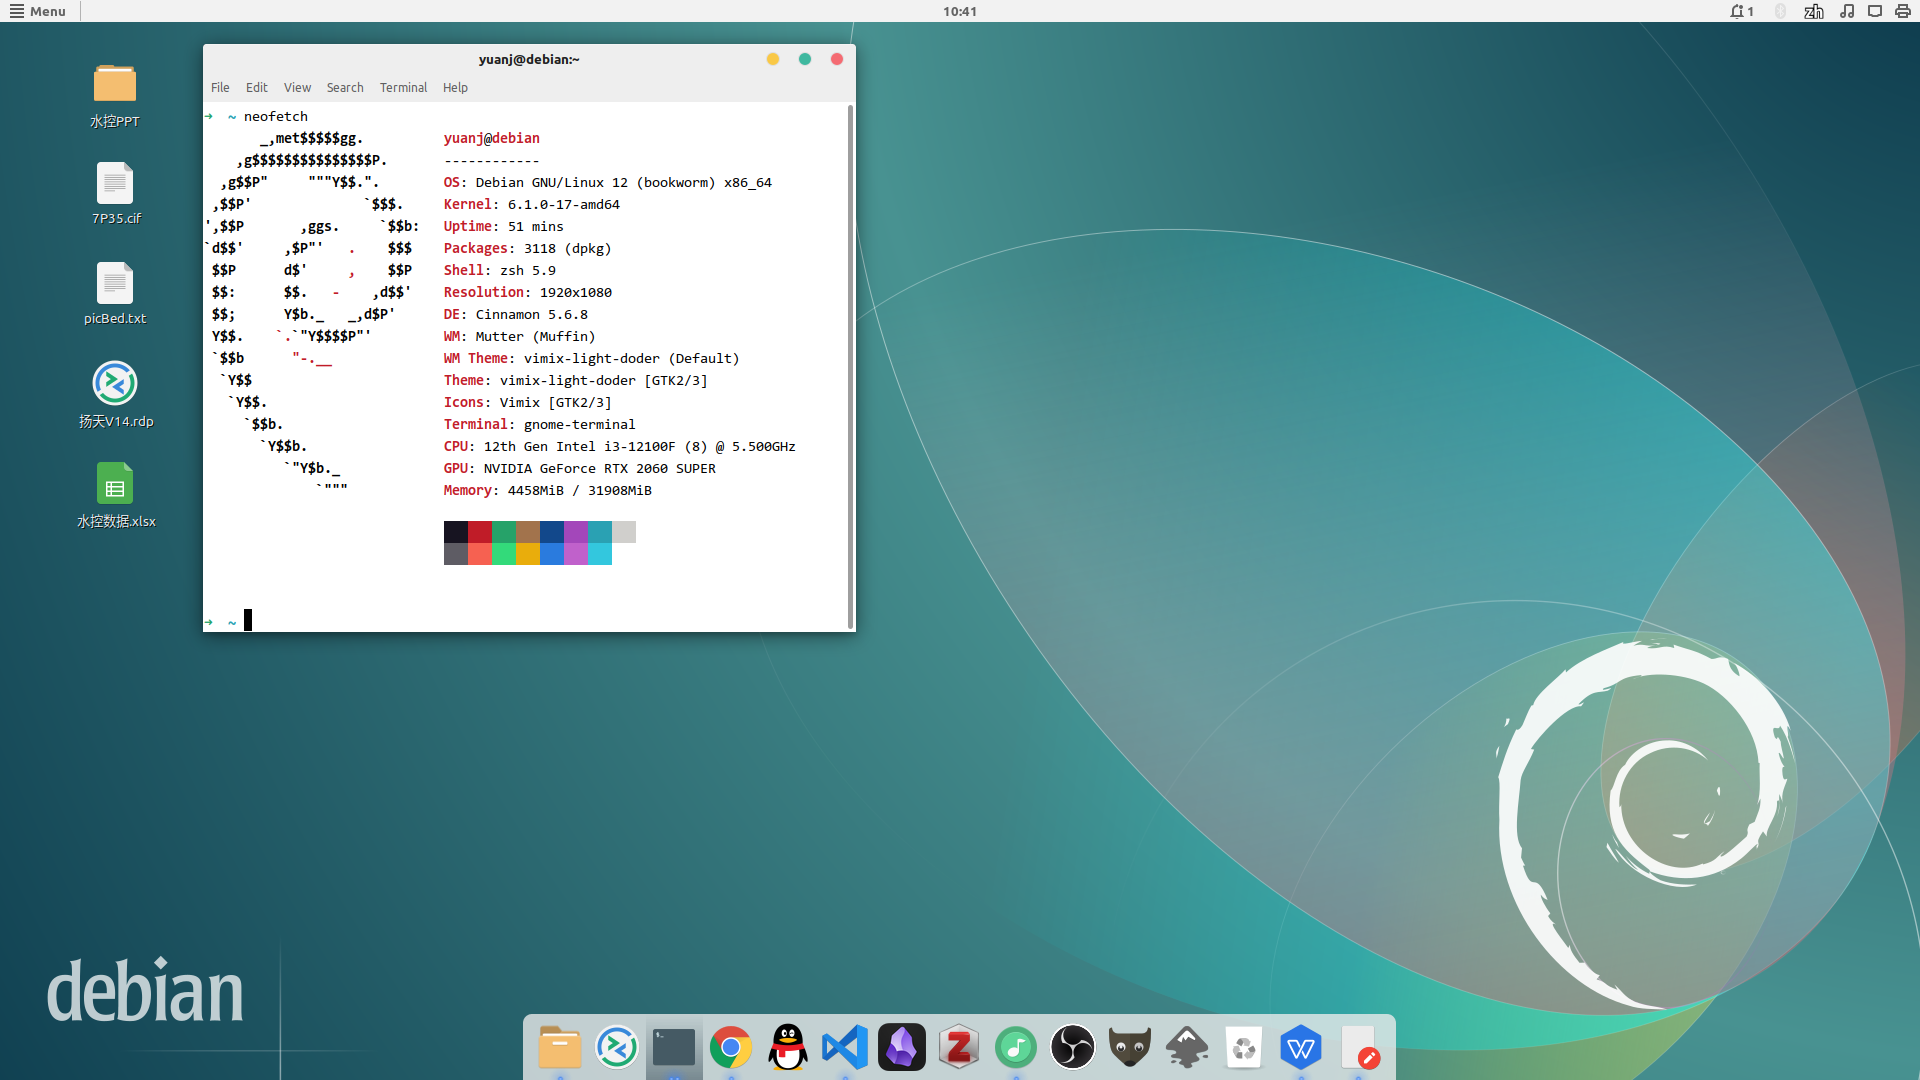 Menu
10:41
1
zh
水控PPT
7P35.cif
picBed.txt
扬天V14.rdp
水控数据.xlsx
yuanj@debian:~
File Edit View Search Terminal Help
➜ ~ neofetch
       _,met$$$$$gg.          yuanj@debian
    ,g$$$$$$$$$$$$$$$P.       ------------
  ,g$$P"     """Y$$.".        OS: Debian GNU/Linux 12 (bookworm) x86_64
 ,$$P'              `$$$.     Kernel: 6.1.0-17-amd64
',$$P       ,ggs.     `$$b:   Uptime: 51 mins
`d$$'     ,$P"'   .    $$$    Packages: 3118 (dpkg)
 $$P      d$'     ,    $$P    Shell: zsh 5.9
 $$:      $$.   -    ,d$$'    Resolution: 1920x1080
 $$;      Y$b._   _,d$P'      DE: Cinnamon 5.6.8
 Y$$.    `.`"Y$$$$P"'         WM: Mutter (Muffin)
 `$$b      "-.__              WM Theme: vimix-light-doder (Default)
  `Y$$                        Theme: vimix-light-doder [GTK2/3]
   `Y$$.                      Icons: Vimix [GTK2/3]
     `$$b.                    Terminal: gnome-terminal
       `Y$$b.                 CPU: 12th Gen Intel i3-12100F (8) @ 5.500GHz
          `"Y$b._             GPU: NVIDIA GeForce RTX 2060 SUPER
              `"""            Memory: 4458MiB / 31908MiB
➜ ~
debian